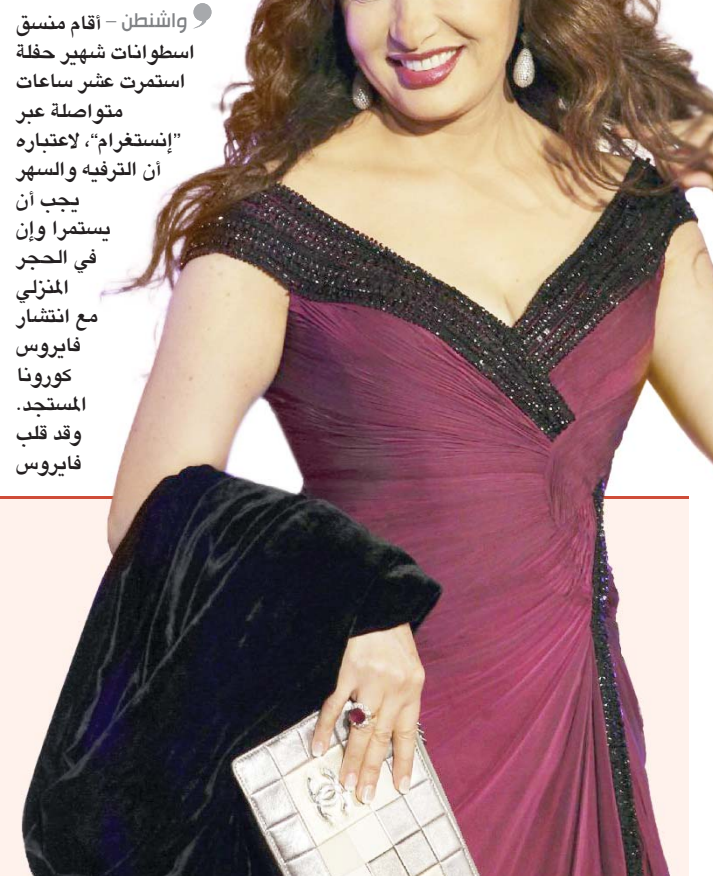 واشنطن – أقام منسق
اسطوانات شهير حفلة
استمرت عشر ساعات
متواصلة عبر
”إنستغرام“، لاعتباره
أن الترفيه والسهر
يجب أن
يستمرا وإن
في الحجر
المنزلي
مع انتشار
فايروس
كورونا
المستجد.
وقد قلب
فايروس